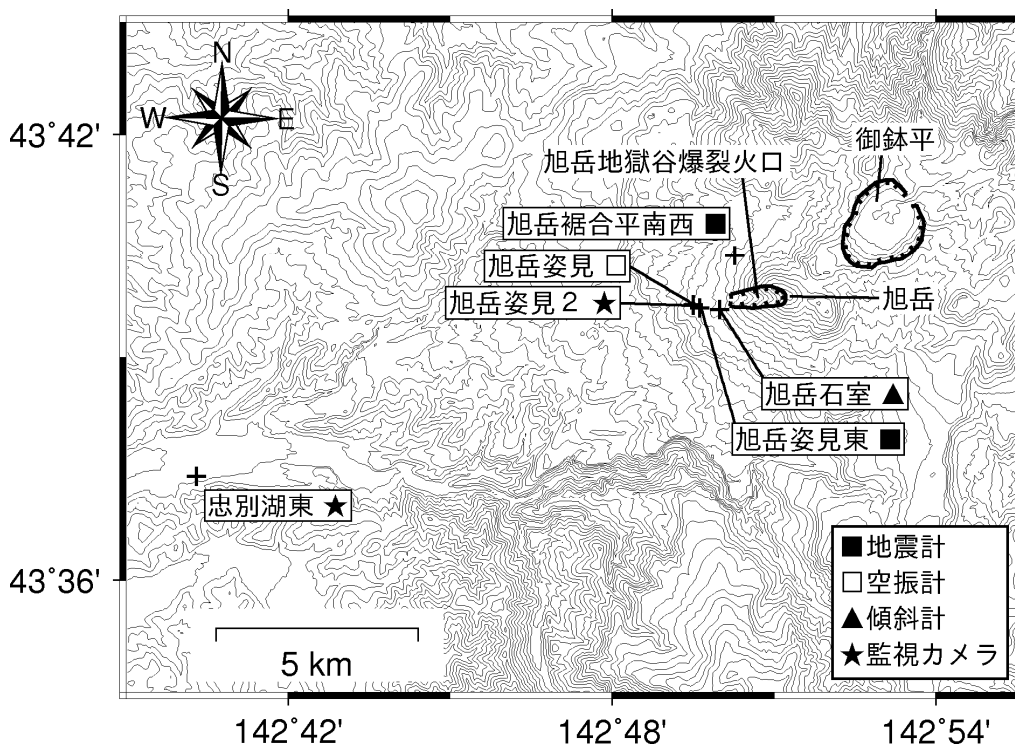 N
W
E
S
43°42'
御鉢平
旭岳地獄谷爆裂火口
旭岳裾合平南西 ■
旭岳姿見 □
旭岳姿見2 ★
旭岳
旭岳石室 ▲
旭岳姿見東 ■
忠別湖東 ★
43°36'
■地震計
□空振計
▲傾斜計
★監視カメラ
5 km
142°42'
142°48'
142°54'